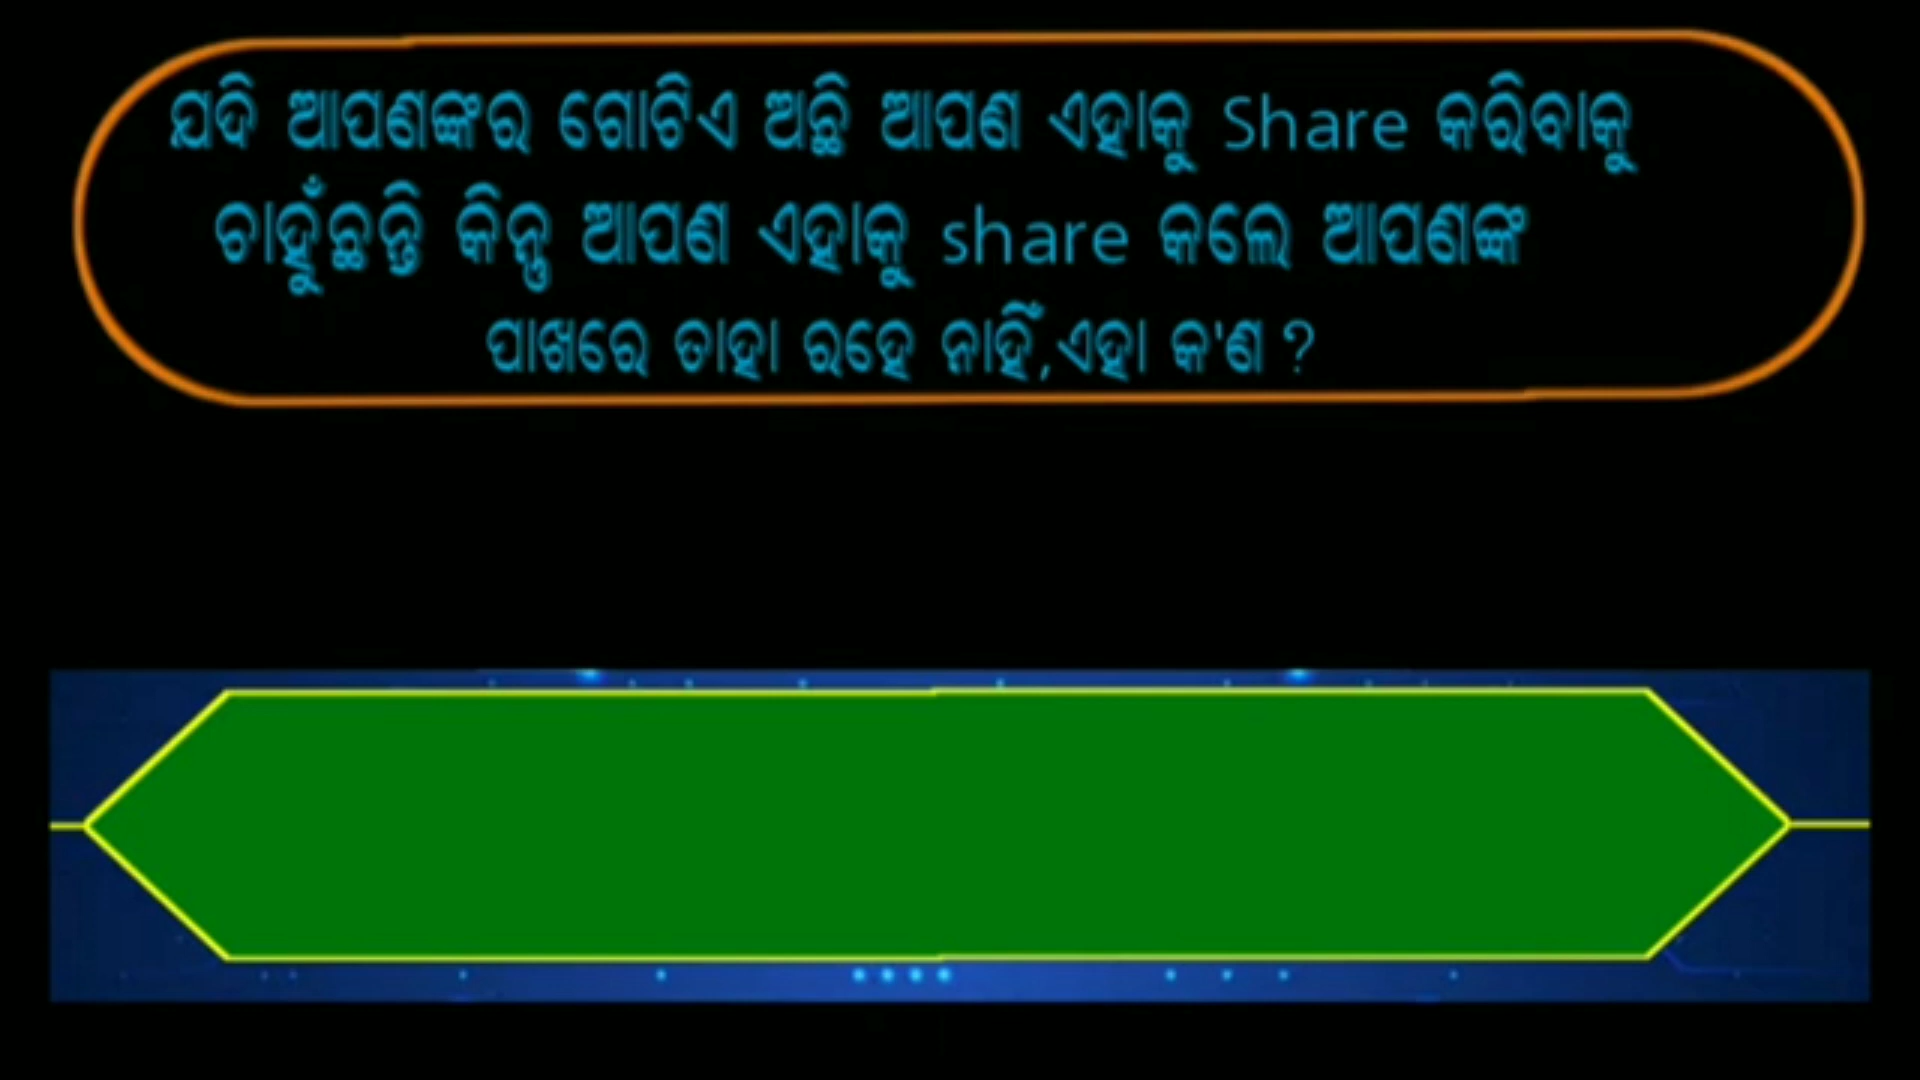 ଯଦି ଆପଣଙ୍କର ଗୋଟିଏ ଅଛି ଆପଣ ଏହାକୁ Share କରିବାକୁ
ଚାହୁଁଛନ୍ତି କିନ୍ତୁ ଆପଣ ଏହାକୁ share କଲେ ଆପଣଙ୍କ
ପାଖରେ ତାହା ରହେ ନାହିଁ,ଏହା କ'ଣ ?